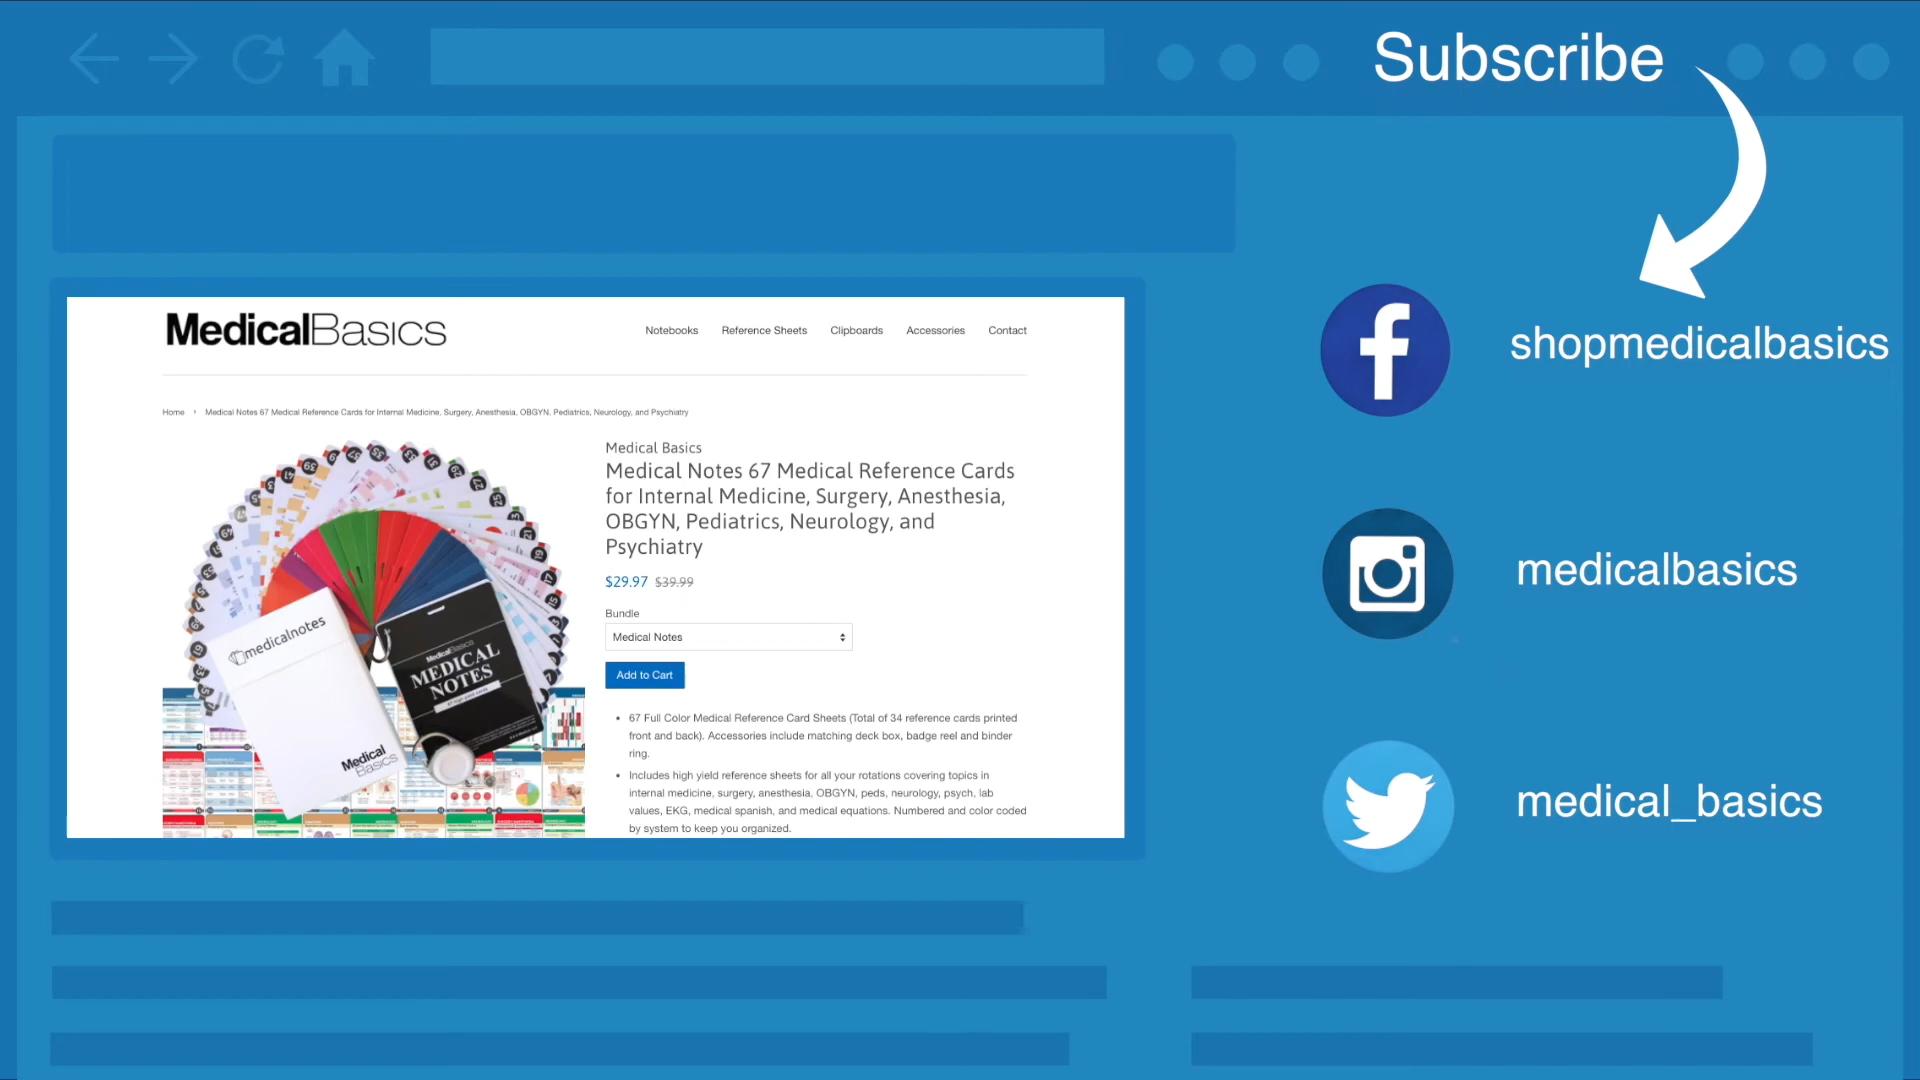 Subscribe
MedicalBasics
Notebooks Reference Sheets Clipboards Accessories Contact
Home › Medical Notes 67 Medical Reference Cards for Internal Medicine, Surgery, Anesthesia, OBGYN, Pediatrics, Neurology, and Psychiatry
Medical Basics
Medical Notes 67 Medical Reference Cards
for Internal Medicine, Surgery, Anesthesia,
OBGYN, Pediatrics, Neurology, and
Psychiatry
$29.97 $39.99
Bundle
Medical Notes
Add to Cart
• 67 Full Color Medical Reference Card Sheets (Total of 34 reference cards printed
front and back). Accessories include matching deck box, badge reel and binder
ring.
• Includes high yield reference sheets for all your rotations covering topics in
internal medicine, surgery, anesthesia, OBGYN, peds, neurology, psych, lab
values, EKG, medical spanish, and medical equations. Numbered and color coded
by system to keep you organized.
medicalnotes
Medical
Basics
MedicalBasics
MEDICAL
NOTES
shopmedicalbasics
medicalbasics
medical_basics